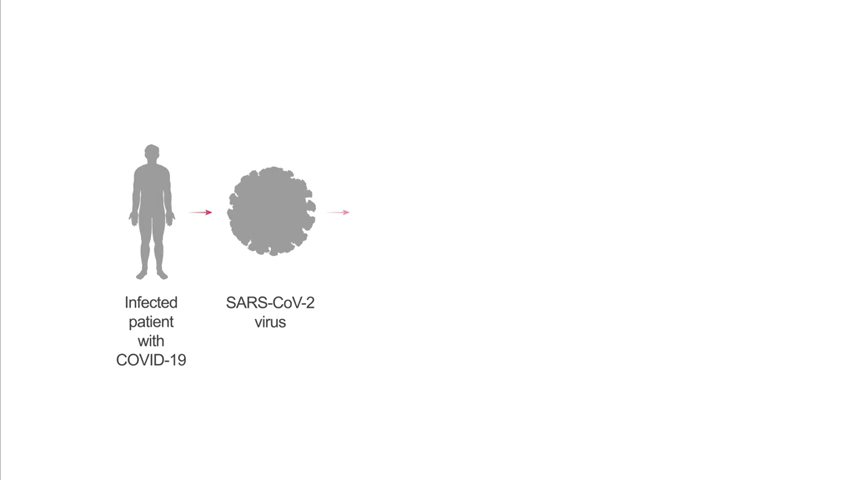 Infected
patient
with
COVID-19
SARS-CoV-2
virus